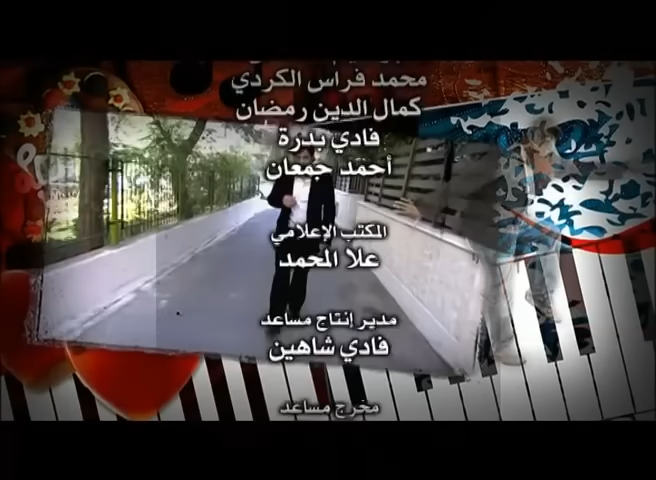 محمد فراس الكردي
كمال الدين رمضان
فادي بدرة
أحمد جمعان
المكتب الإعلامي
علا المحمد
مدير إنتاج مساعد
فادي شاهين
مخرج مساعد